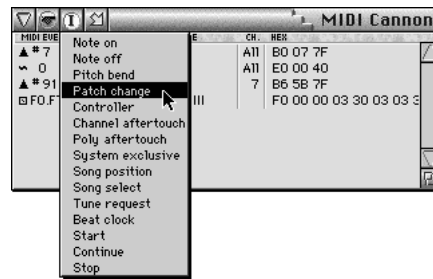 MIDI Cannon
MIDI EVE E CH. HEX
#7 All B0 07 7F
0 All E0 00 40
#91 7 B6 5B 7F
F0.F7 III F0 00 00 03 30 03 03 3
Note on
Note off
Pitch bend
Patch change
Controller
Channel aftertouch
Poly aftertouch
System exclusive
Song position
Song select
Tune request
Beat clock
Start
Continue
Stop